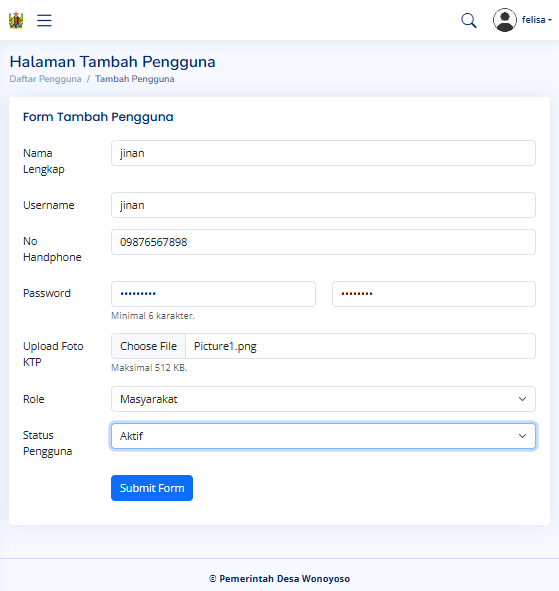 felisa
Halaman Tambah Pengguna
Daftar Pengguna / Tambah Pengguna
Form Tambah Pengguna
Nama Lengkap
jinan
Username
jinan
No Handphone
09876567898
Password
••••••••• ••••••••
Minimal 6 karakter.
Upload Foto KTP
Choose File Picture1.png
Maksimal 512 KB.
Role
Masyarakat
Status Pengguna
Aktif
Submit Form
© Pemerintah Desa Wonoyoso